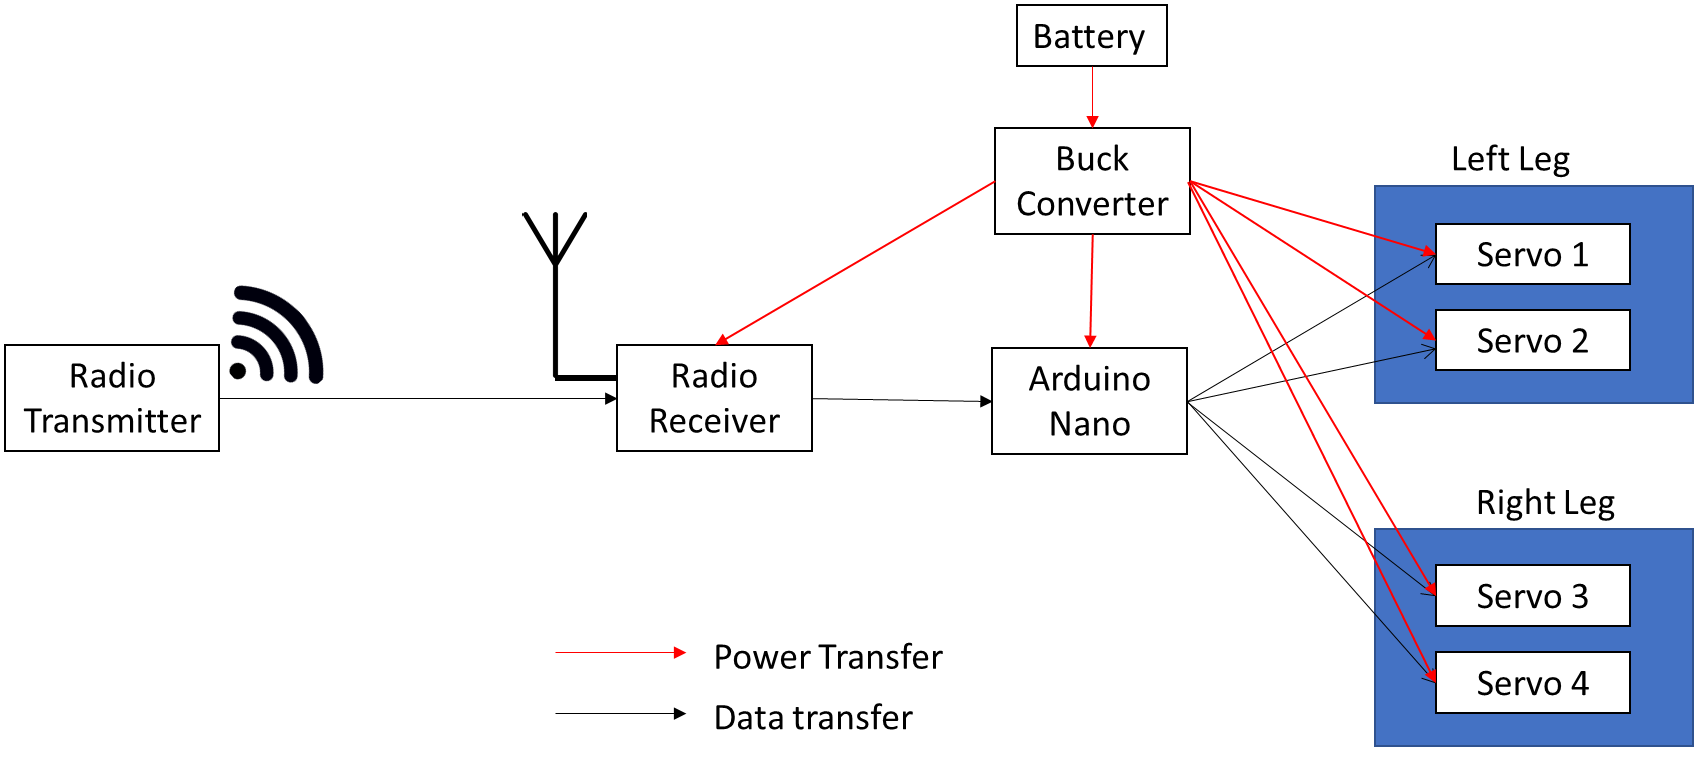 Battery
Buck
Converter
Left Leg
Servo 1
Servo 2
Radio
Transmitter
Radio
Receiver
Arduino
Nano
Right Leg
Servo 3
Servo 4
Power Transfer
Data transfer